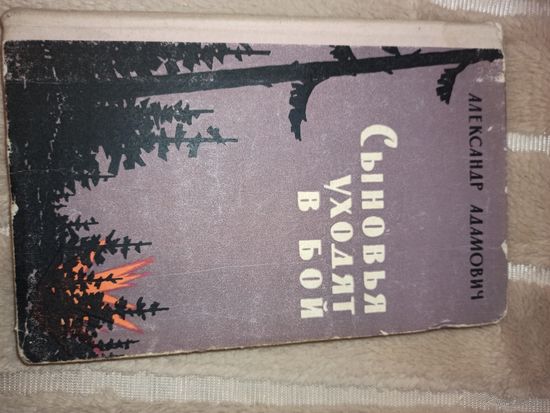 АЛЕКСАНДР АДАМОВИЧ
СЫНОВЬЯ
УХОДЯТ
В БОЙ